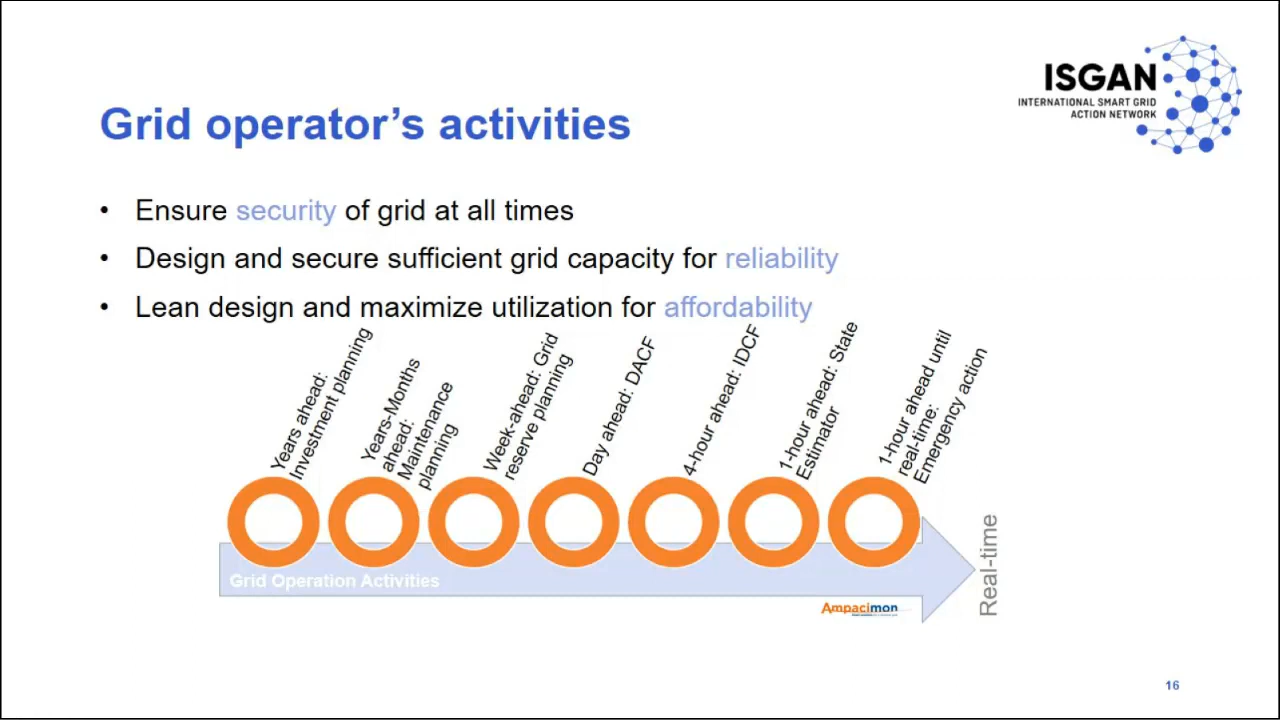 ISGAN
INTERNATIONAL SMART GRID
ACTION NETWORK
Grid operator's activities
• Ensure security of grid at all times
• Design and secure sufficient grid capacity for reliability
• Lean design and maximize utilization for affordability
Years ahead:
Investment planning
Years-Months
ahead:
Maintenance
planning
Week-ahead: Grid
reserve planning
Day ahead: DACF
4-hour ahead: IDCF
1-hour ahead: State
Estimator
1-hour ahead until
real-time:
Emergency action
Grid Operation Activities
Real-time
Ampacimon
16